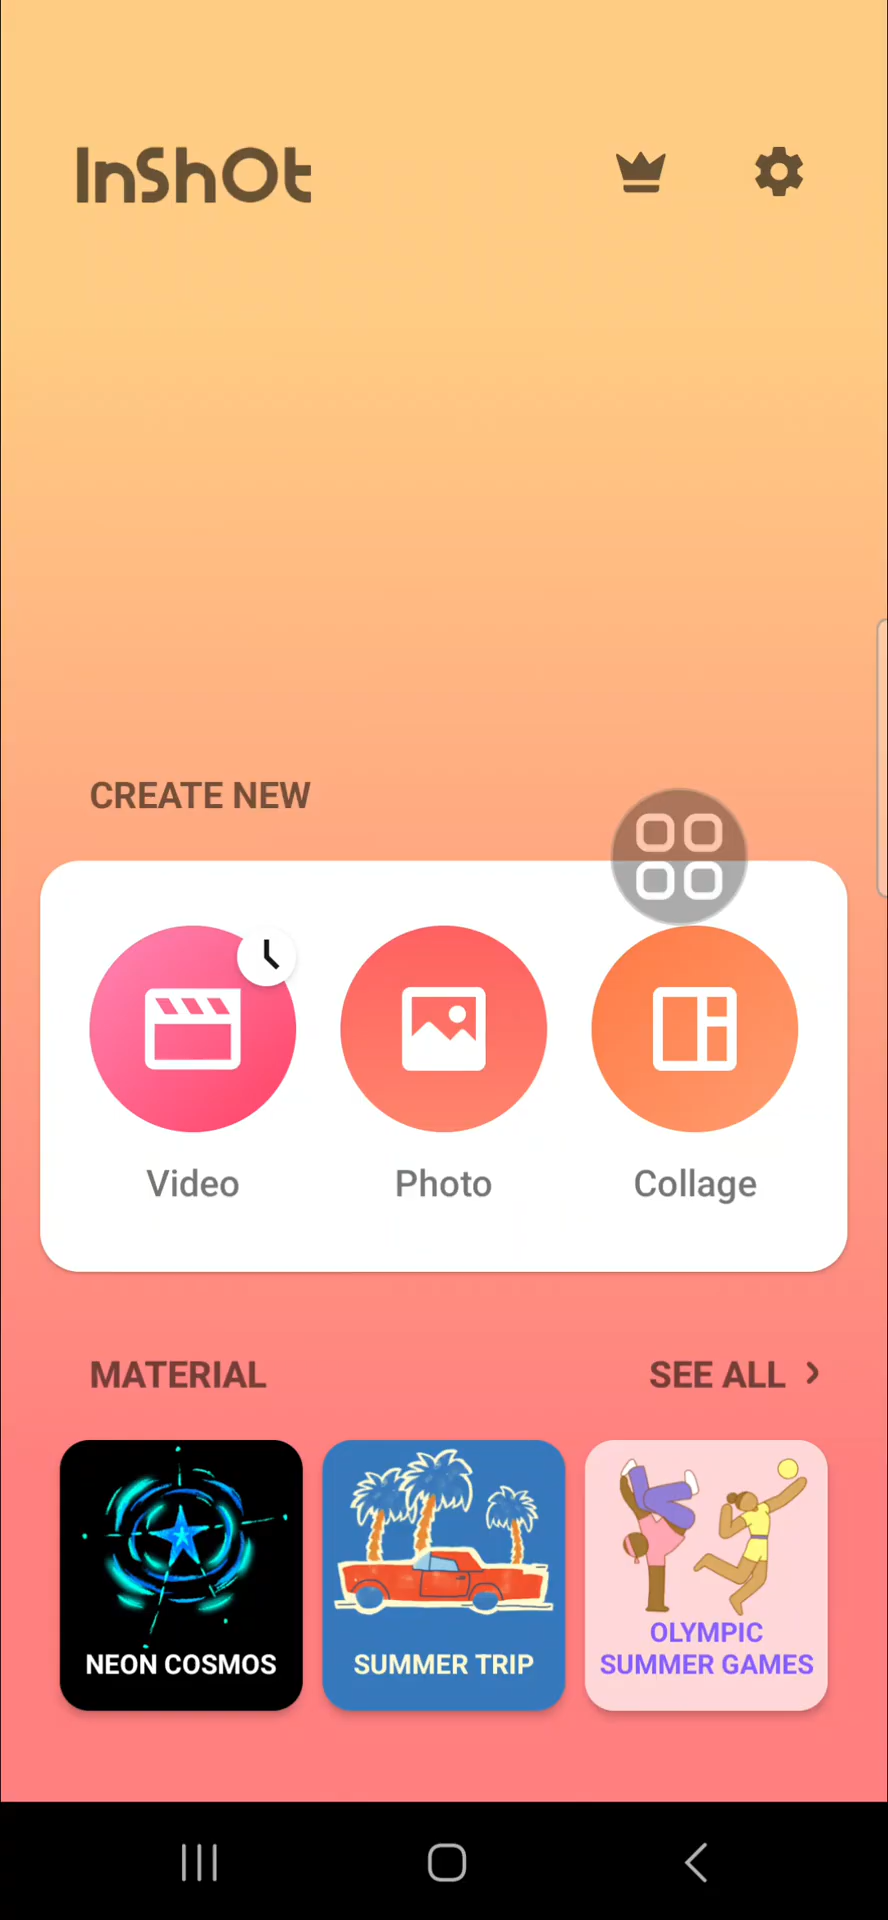 InShOt
CREATE NEW
Video
Photo
Collage
MATERIAL
SEE ALL >
NEON COSMOS
SUMMER TRIP
OLYMPIC
SUMMER GAMES